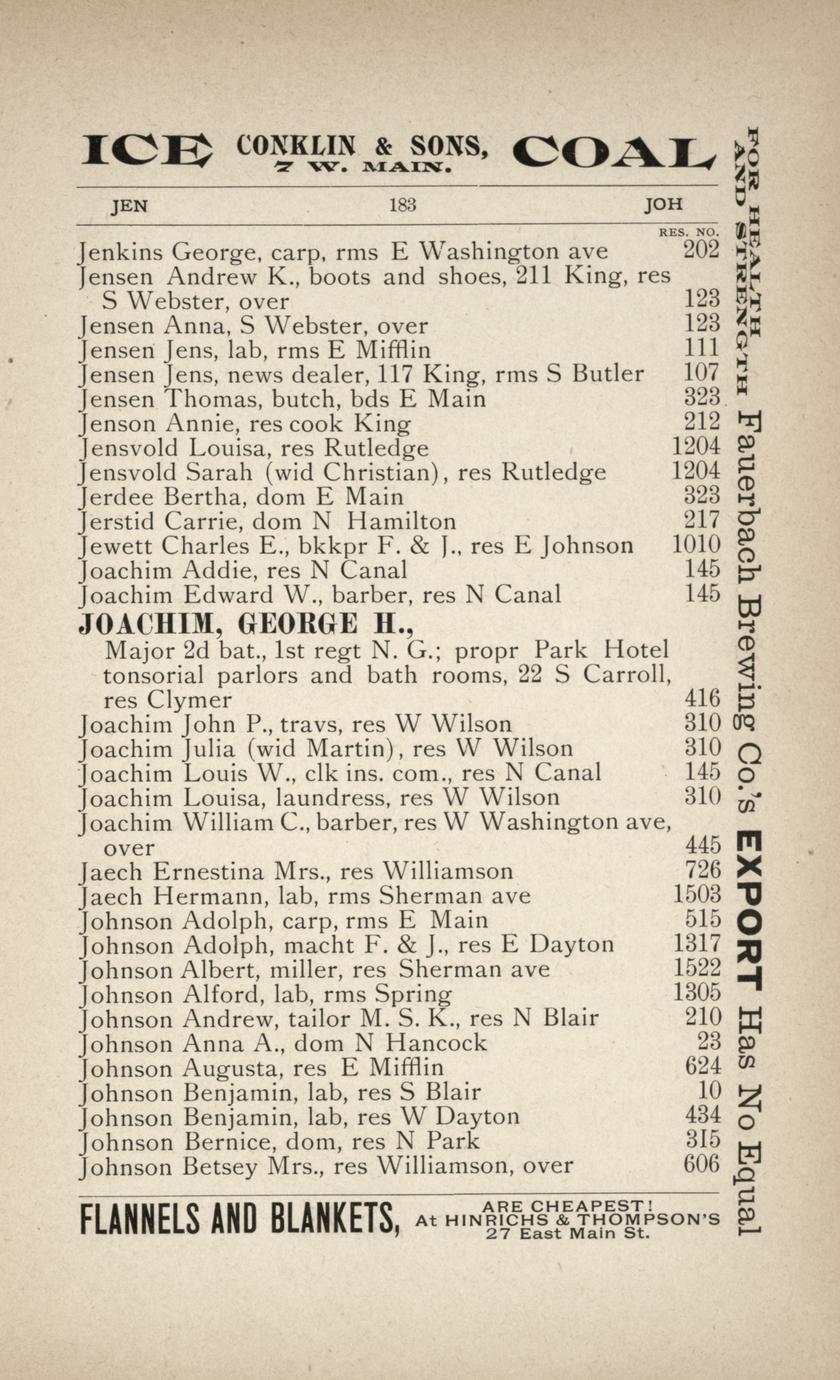 ICE CONKLIN & SONS, COAL
7 W. MAIN.
JEN 183 JOH
RES. NO.
Jenkins George, carp, rms E Washington ave 202
Jensen Andrew K., boots and shoes, 211 King, res
S Webster, over 123
Jensen Anna, S Webster, over 123
Jensen Jens, lab, rms E Mifflin 111
Jensen Jens, news dealer, 117 King, rms S Butler 107
Jensen Thomas, butch, bds E Main 323
Jenson Annie, res cook King 212
Jensvold Louisa, res Rutledge 1204
Jensvold Sarah (wid Christian), res Rutledge 1204
Jerdee Bertha, dom E Main 323
Jerstid Carrie, dom N Hamilton 217
Jewett Charles E., bkkpr F. & J., res E Johnson 1010
Joachim Addie, res N Canal 145
Joachim Edward W., barber, res N Canal 145
JOACHIM, GEORGE H.,
Major 2d bat., 1st regt N. G.; propr Park Hotel
tonsorial parlors and bath rooms, 22 S Carroll,
res Clymer 416
Joachim John P., travs, res W Wilson 310
Joachim Julia (wid Martin), res W Wilson 310
Joachim Louis W., clk ins. com., res N Canal 145
Joachim Louisa, laundress, res W Wilson 310
Joachim William C., barber, res W Washington ave,
over 445
Jaech Ernestina Mrs., res Williamson 726
Jaech Hermann, lab, rms Sherman ave 1503
Johnson Adolph, carp, rms E Main 515
Johnson Adolph, macht F. & J., res E Dayton 1317
Johnson Albert, miller, res Sherman ave 1522
Johnson Alford, lab, rms Spring 1305
Johnson Andrew, tailor M. S. K., res N Blair 210
Johnson Anna A., dom N Hancock 23
Johnson Augusta, res E Mifflin 624
Johnson Benjamin, lab, res S Blair 10
Johnson Benjamin, lab, res W Dayton 434
Johnson Bernice, dom, res N Park 315
Johnson Betsey Mrs., res Williamson, over 606
FLANNELS AND BLANKETS, ARE CHEAPEST!
At HINRICHS & THOMPSON'S
27 East Main St.
FOR HEALTH
AND STRENGTH Fauerbach Brewing Co.'s EXPORT Has No Equal